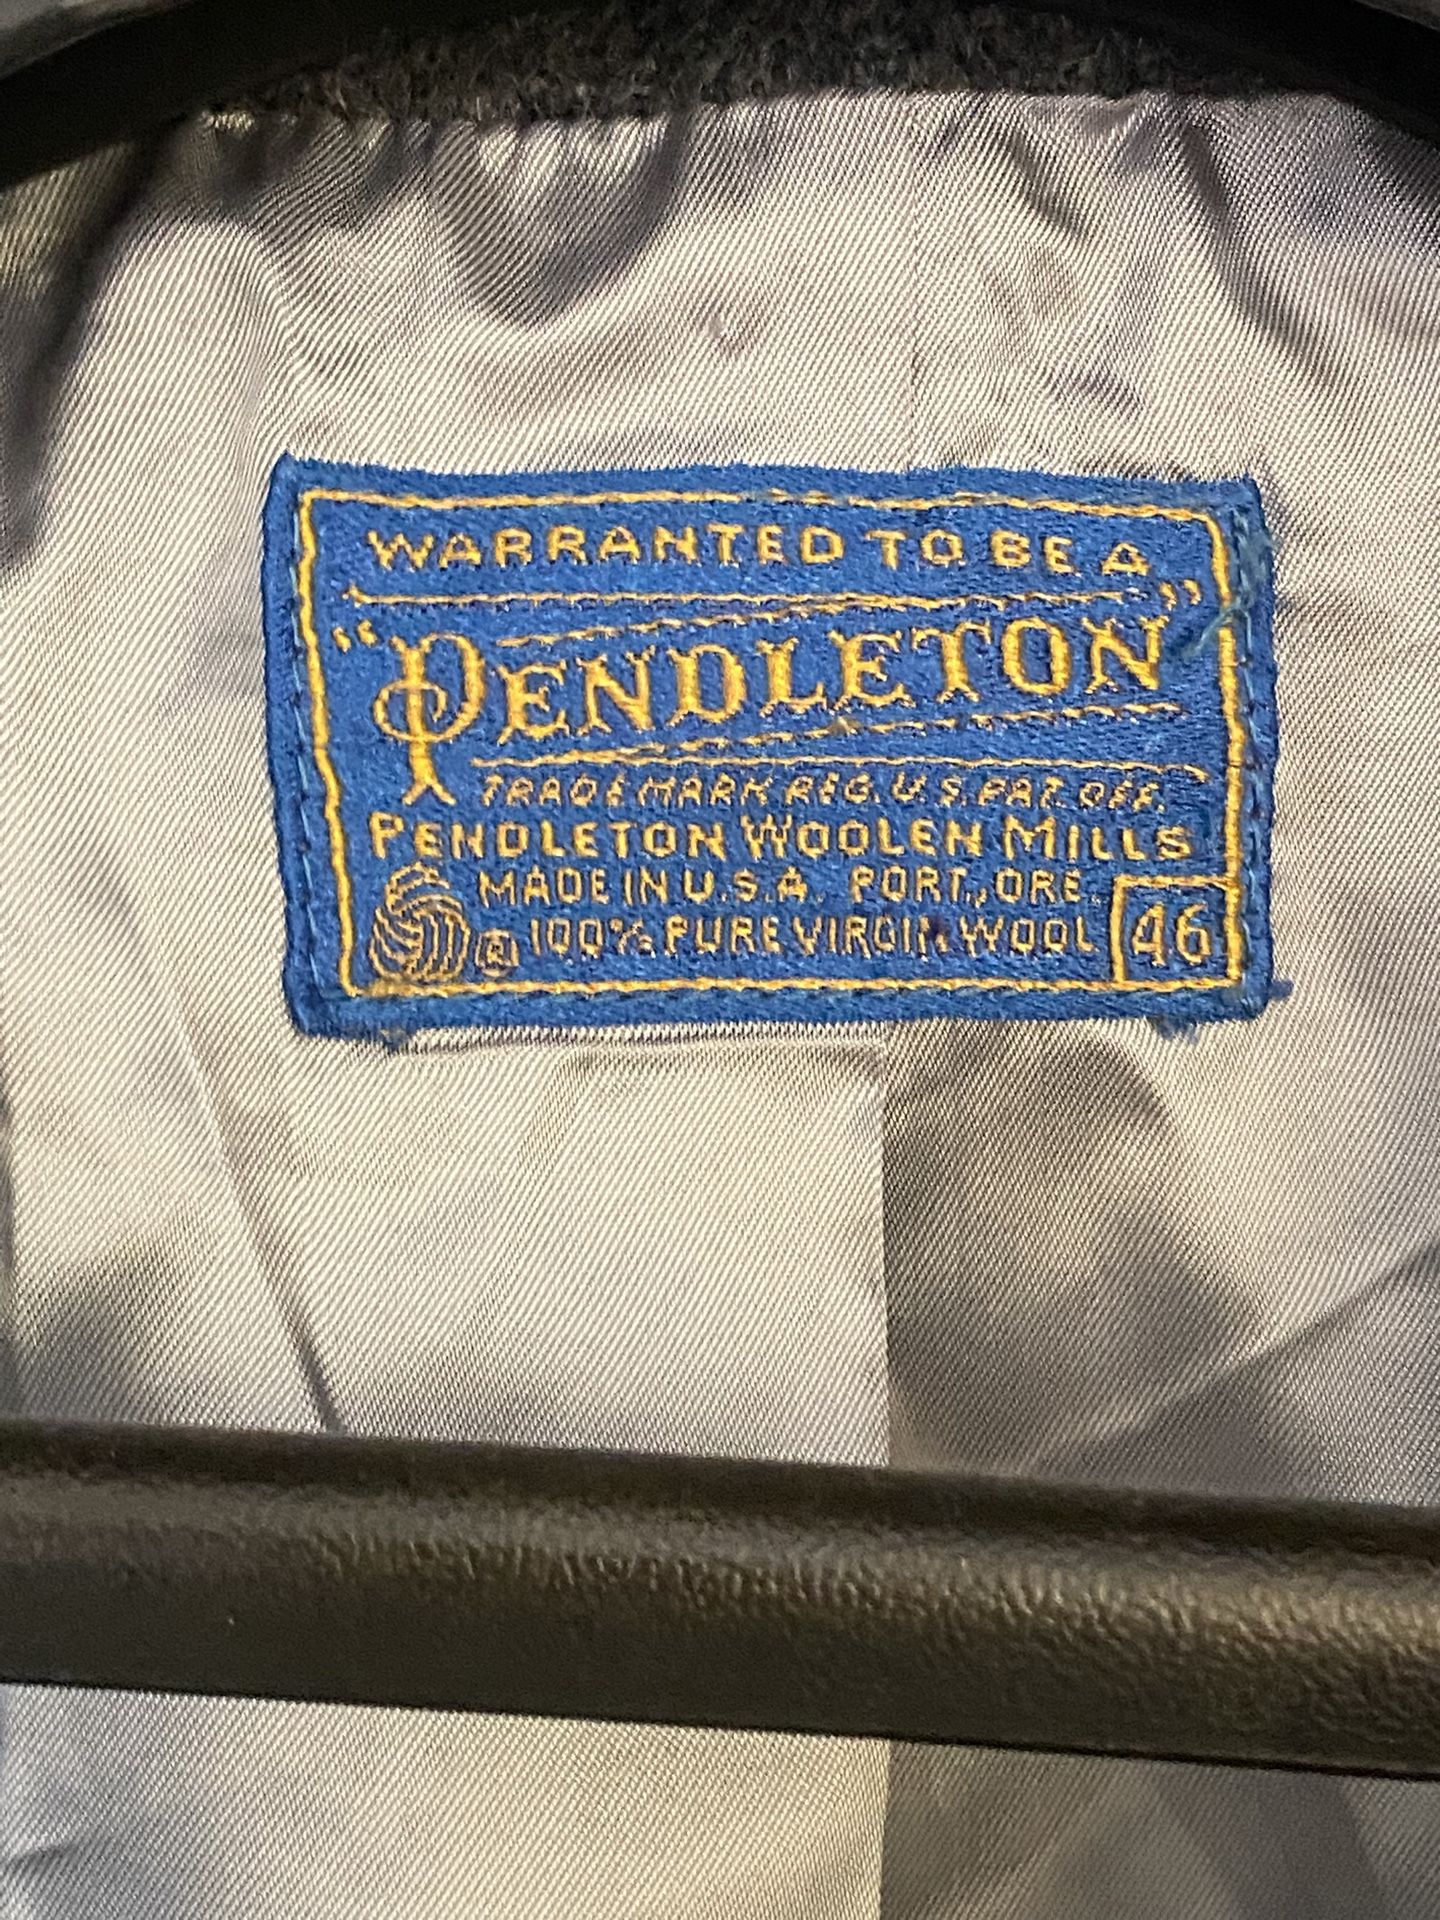 WARRANTED TO BE A
"PENDLETON"
TRADE MARK REG. U.S. PAT. OFF.
PENDLETON WOOLEN MILLS
MADE IN U.S.A. PORT., ORE.
® 100% PURE VIRGIN WOOL 46